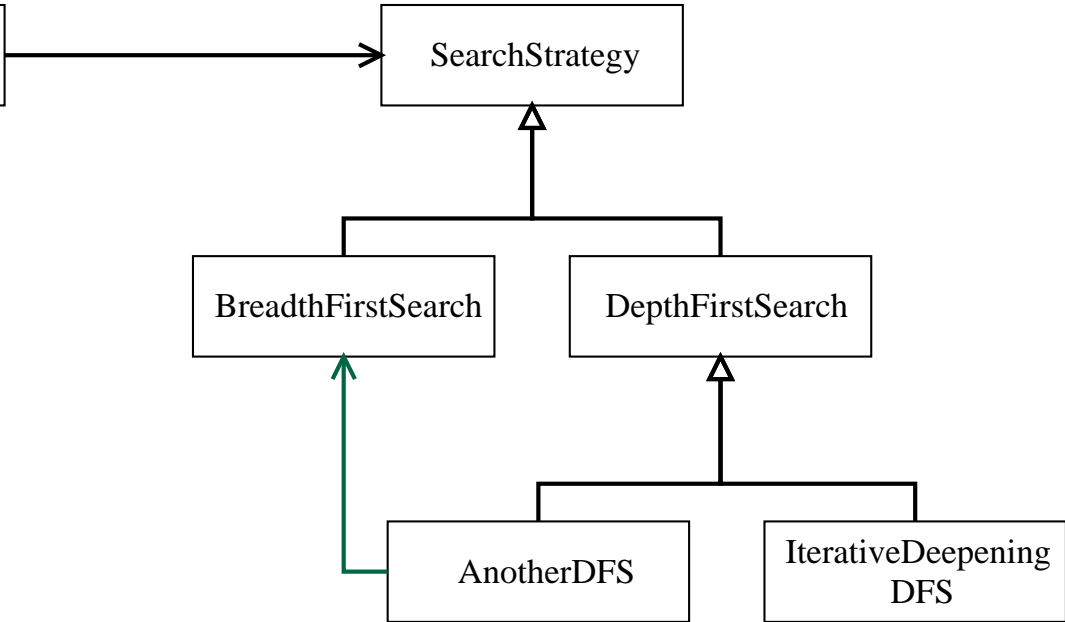 SearchStrategy
BreadthFirstSearch
DepthFirstSearch
AnotherDFS
IterativeDeepening
DFS